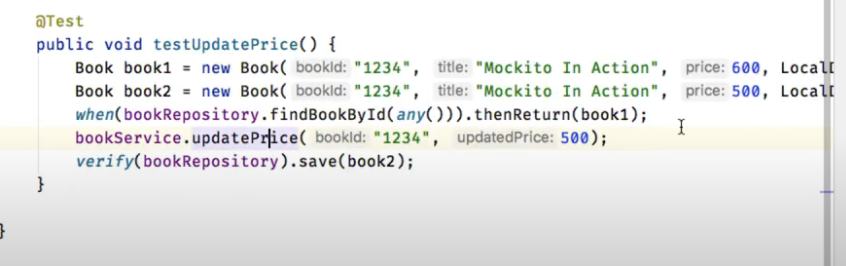 @Test
public void testUpdatePrice() {
Book book1 = new Book( bookId: "1234", title: "Mockito In Action", price: 600, Local
Book book2 = new Book( bookId: "1234", title: "Mockito In Action", price: 500, Local
when(bookRepository.findBookById(any())).thenReturn(book1);
bookService.updatePrice( bookId: "1234", updatedPrice: 500);
verify(bookRepository).save(book2);
}
}